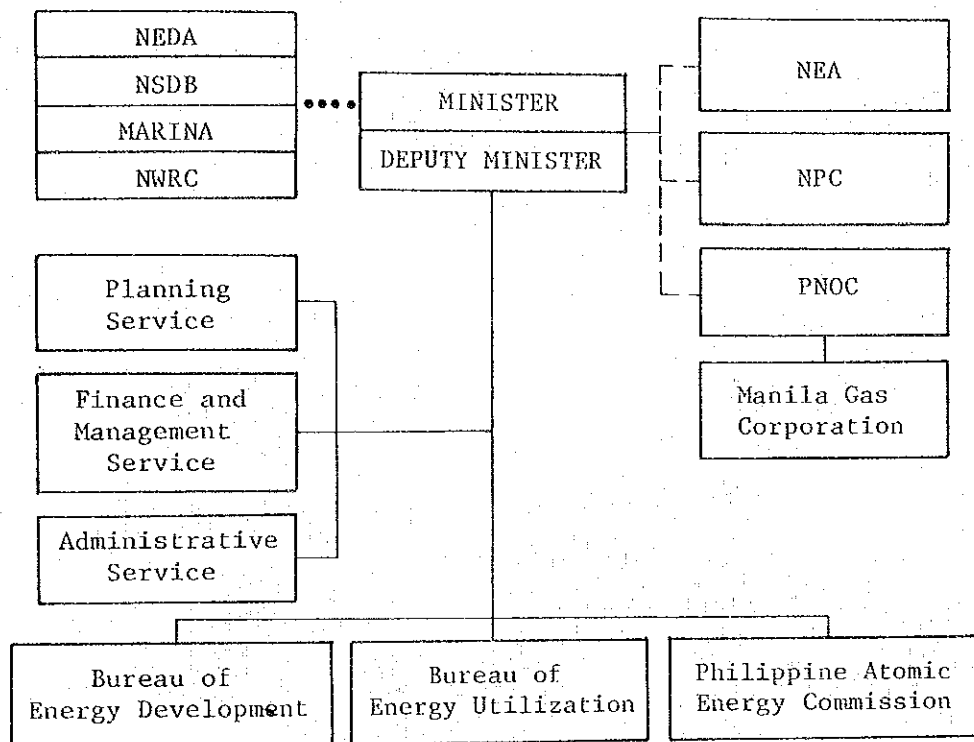 NEDA
NSDB
MARINA
NWRC
MINISTER
DEPUTY MINISTER
NEA
NPC
PNOC
Manila Gas
Corporation
Planning
Service
Finance and
Management
Service
Administrative
Service
Bureau of
Energy Development
Bureau of
Energy Utilization
Philippine Atomic
Energy Commission